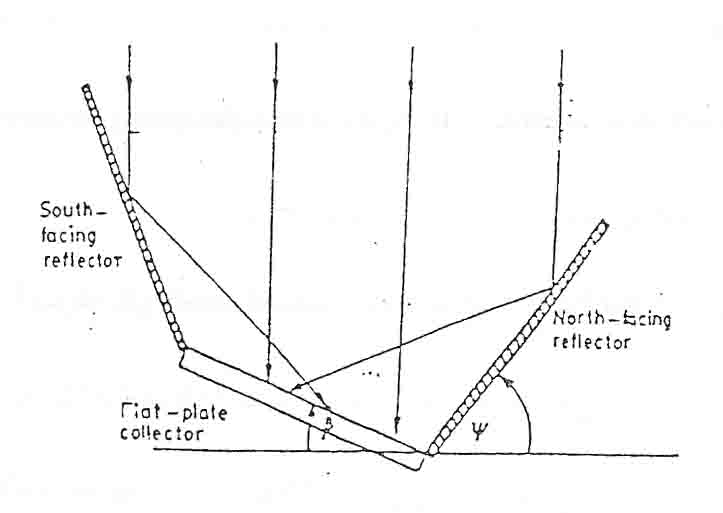 South-
facing
reflector
North-facing
reflector
Flat-plate
collector
β
ψ